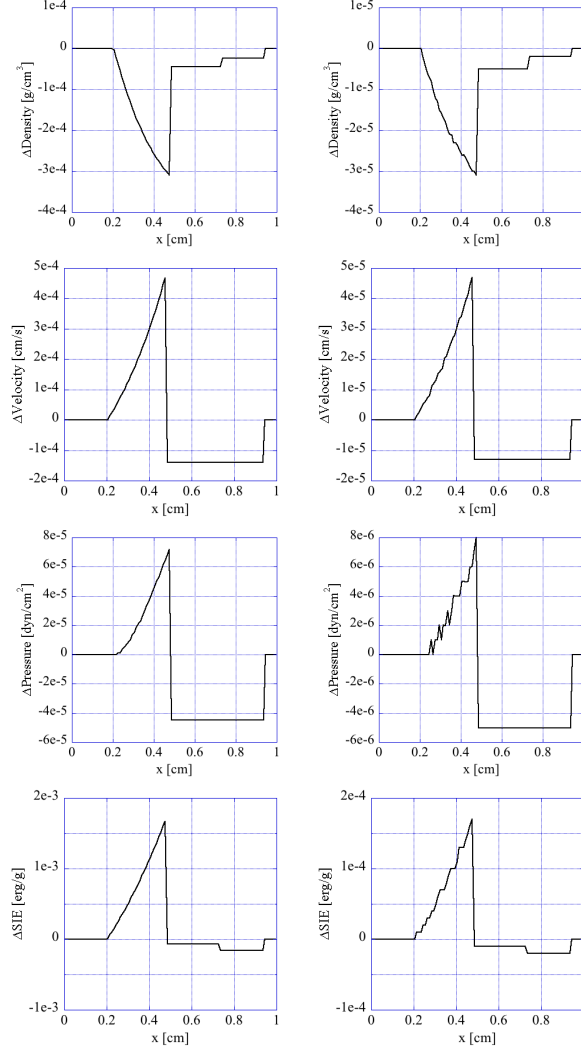 1e-4
0
-1e-4
-2e-4
-3e-4
-4e-4
ΔDensity [g/cm³]
0 0.2 0.4 0.6 0.8 1
x [cm]
1e-5
0
-1e-5
-2e-5
-3e-5
-4e-5
ΔDensity [g/cm³]
0 0.2 0.4 0.6 0.8
x [cm]
5e-4
4e-4
3e-4
2e-4
1e-4
0
-1e-4
-2e-4
ΔVelocity [cm/s]
0 0.2 0.4 0.6 0.8 1
x [cm]
5e-5
4e-5
3e-5
2e-5
1e-5
0
-1e-5
-2e-5
ΔVelocity [cm/s]
0 0.2 0.4 0.6 0.8
x [cm]
8e-5
6e-5
4e-5
2e-5
0
-2e-5
-4e-5
-6e-5
ΔPressure [dyn/cm²]
0 0.2 0.4 0.6 0.8 1
x [cm]
8e-6
6e-6
4e-6
2e-6
0
-2e-6
-4e-6
-6e-6
ΔPressure [dyn/cm²]
0 0.2 0.4 0.6 0.8
x [cm]
2e-3
1e-3
0
-1e-3
ΔSIE [erg/g]
0 0.2 0.4 0.6 0.8 1
x [cm]
2e-4
1e-4
0
-1e-4
ΔSIE [erg/g]
0 0.2 0.4 0.6 0.8
x [cm]